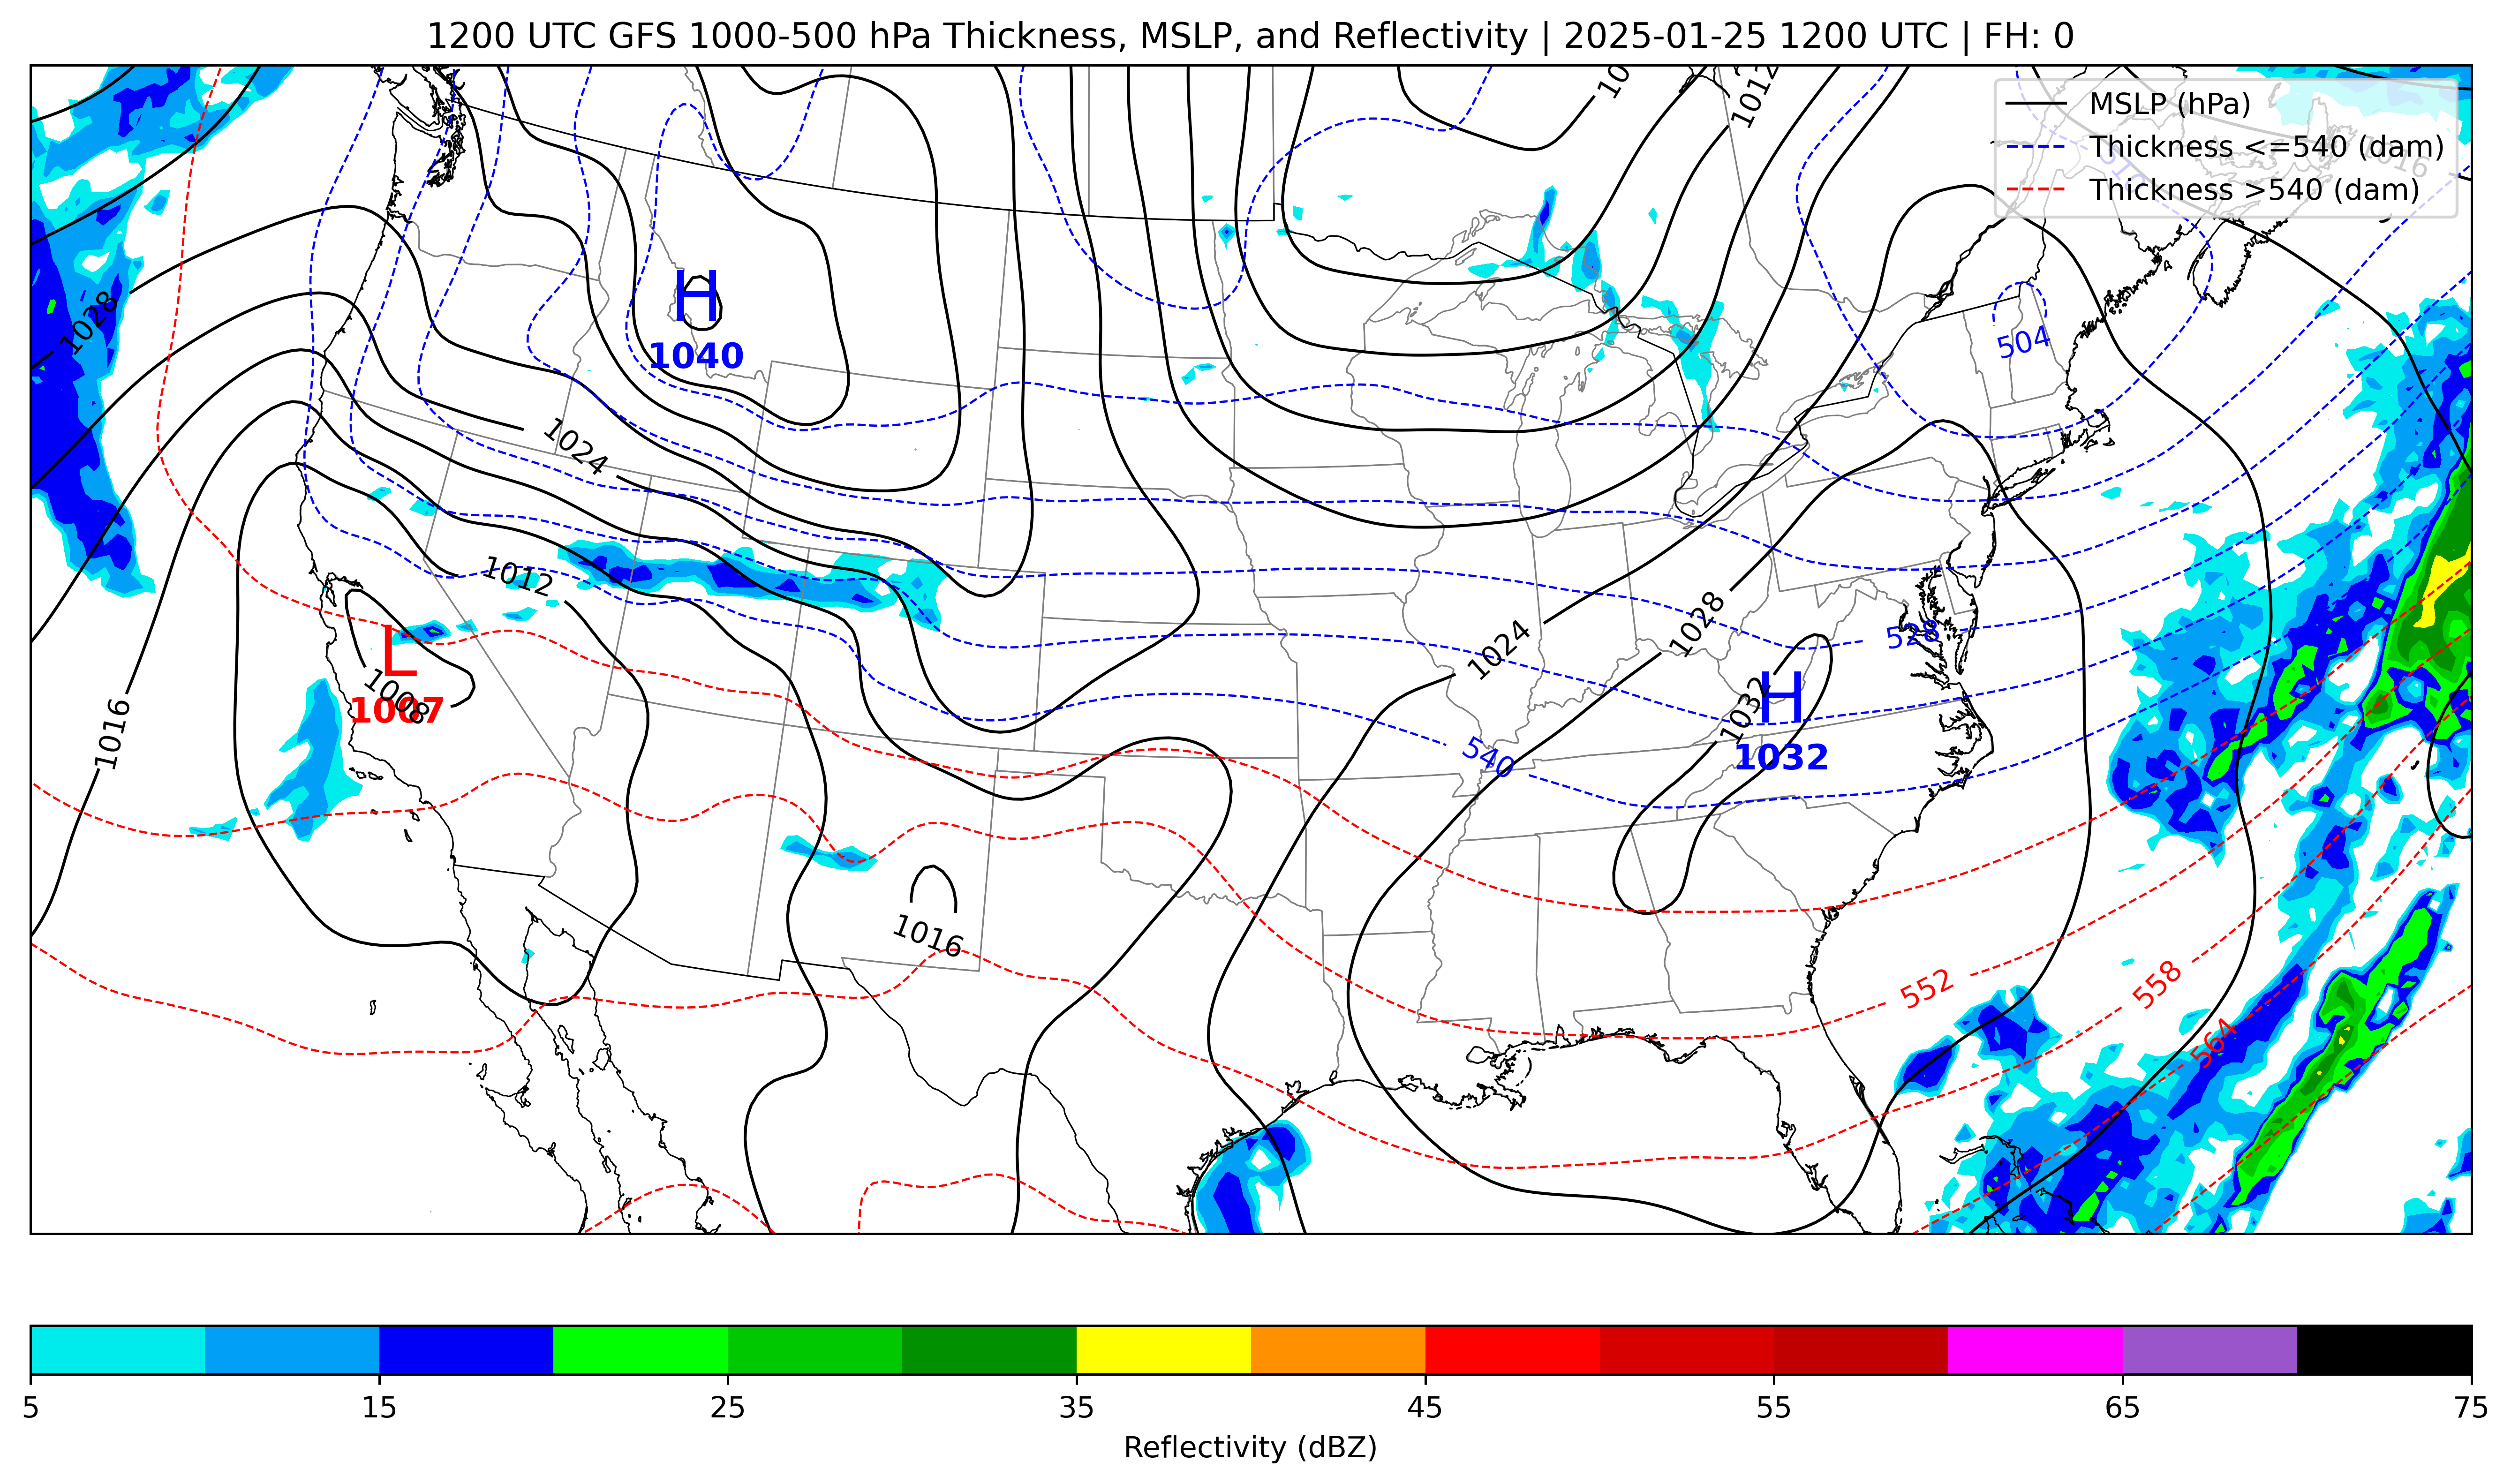 1200 UTC GFS 1000-500 hPa Thickness, MSLP, and Reflectivity | 2025-01-25 1200 UTC | FH: 0
MSLP (hPa)
Thickness <=540 (dam)
Thickness >540 (dam)
1012
1016
H
1040
504
1028
1024
1012
1028
528
1024
L
1007
1008
H
1032
1032
1016
540
1016
552
558
564
5 15 25 35 45 55 65 75
Reflectivity (dBZ)